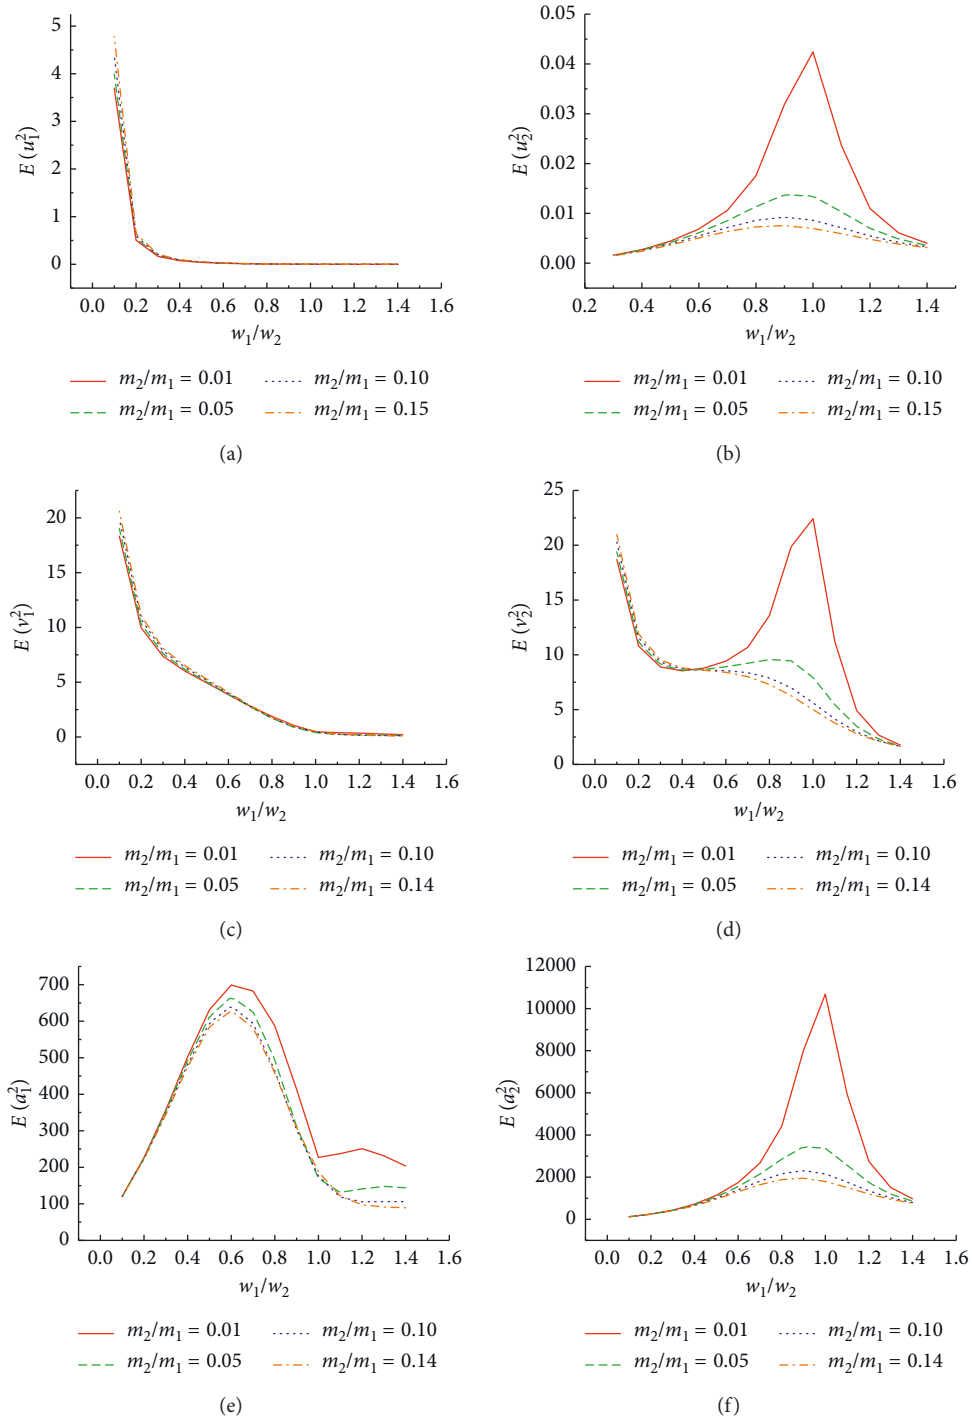 5
4
3
2
1
0
E (u₁²)
0.0 0.2 0.4 0.6 0.8 1.0 1.2 1.4 1.6
w₁/w₂
m₂/m₁ = 0.01 m₂/m₁ = 0.10
m₂/m₁ = 0.05 m₂/m₁ = 0.15
(a)
0.05
0.04
0.03
0.02
0.01
0.00
E (u₂²)
0.2 0.4 0.6 0.8 1.0 1.2 1.4
w₁/w₂
m₂/m₁ = 0.01 m₂/m₁ = 0.10
m₂/m₁ = 0.05 m₂/m₁ = 0.15
(b)
20
15
10
5
0
E (v₁²)
0.0 0.2 0.4 0.6 0.8 1.0 1.2 1.4 1.6
w₁/w₂
m₂/m₁ = 0.01 m₂/m₁ = 0.10
m₂/m₁ = 0.05 m₂/m₁ = 0.14
(c)
25
20
15
10
5
0
E (v₂²)
0.0 0.2 0.4 0.6 0.8 1.0 1.2 1.4 1.6
w₁/w₂
m₂/m₁ = 0.01 m₂/m₁ = 0.10
m₂/m₁ = 0.05 m₂/m₁ = 0.14
(d)
700
600
500
400
300
200
100
0
E (a₁²)
0.0 0.2 0.4 0.6 0.8 1.0 1.2 1.4 1.6
w₁/w₂
m₂/m₁ = 0.01 m₂/m₁ = 0.10
m₂/m₁ = 0.05 m₂/m₁ = 0.14
(e)
12000
10000
8000
6000
4000
2000
0
E (a₂²)
0.0 0.2 0.4 0.6 0.8 1.0 1.2 1.4 1.6
w₁/w₂
m₂/m₁ = 0.01 m₂/m₁ = 0.10
m₂/m₁ = 0.05 m₂/m₁ = 0.14
(f)